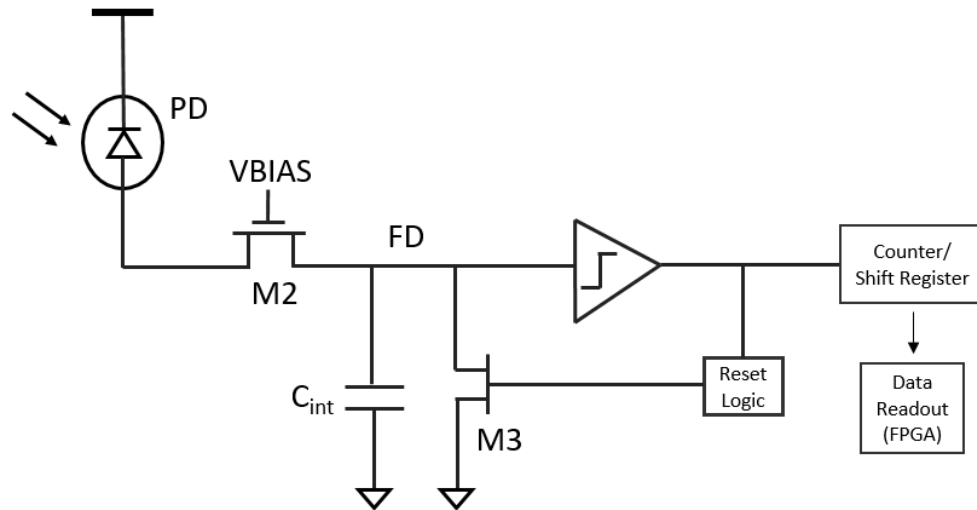 PD
VBIAS
FD
M2
Counter/
Shift Register
Cint
M3
Reset
Logic
Data
Readout
(FPGA)